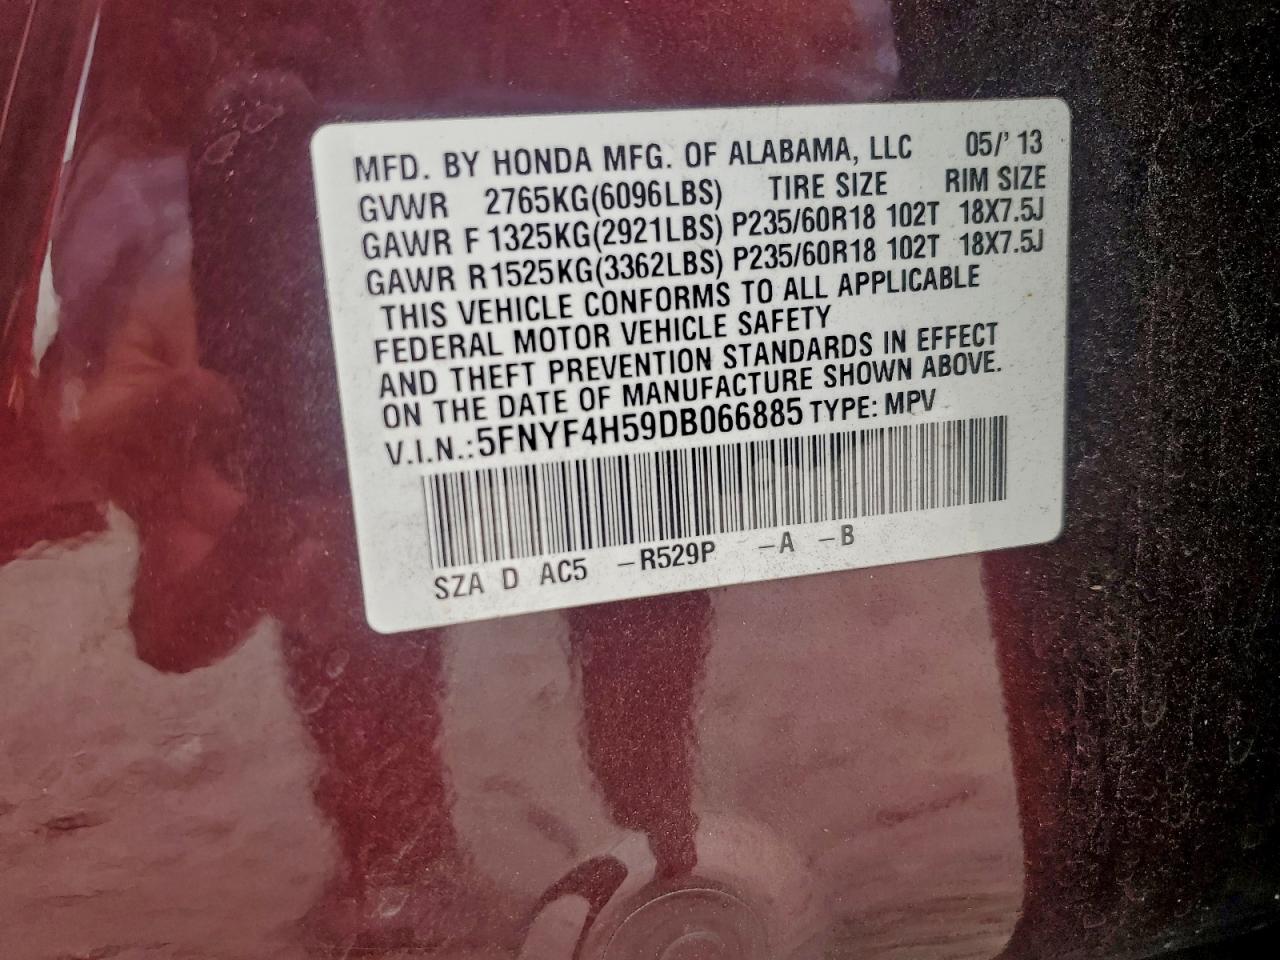 MFD. BY HONDA MFG. OF ALABAMA, LLC 05/' 13
GVWR 2765KG(6096LBS) TIRE SIZE RIM SIZE
GAWR F 1325KG(2921LBS) P235/60R18 102T 18X7.5J
GAWR R 1525KG(3362LBS) P235/60R18 102T 18X7.5J
THIS VEHICLE CONFORMS TO ALL APPLICABLE
FEDERAL MOTOR VEHICLE SAFETY
AND THEFT PREVENTION STANDARDS IN EFFECT
ON THE DATE OF MANUFACTURE SHOWN ABOVE.
V.I.N.: 5FNYF4H59DB066885 TYPE: MPV
SZA D AC5 –R529P –A –B